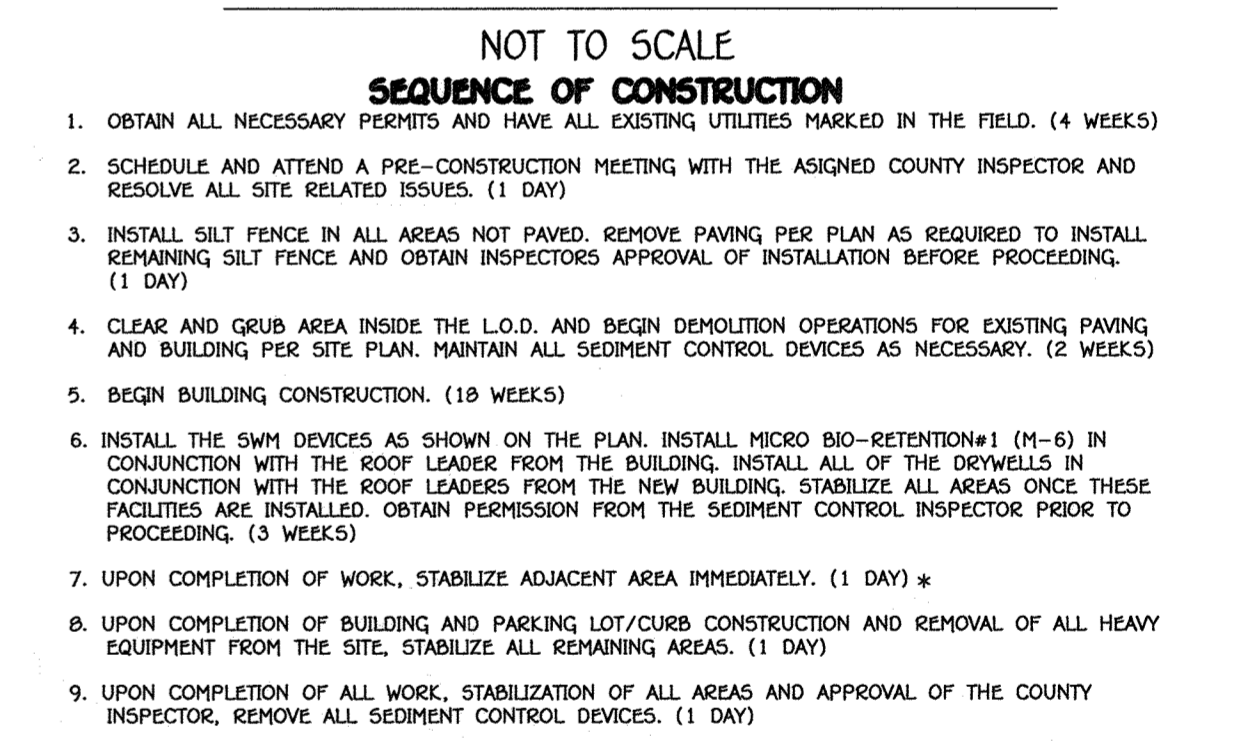 NOT TO SCALE
SEQUENCE OF CONSTRUCTION
1. OBTAIN ALL NECESSARY PERMITS AND HAVE ALL EXISTING UTILITIES MARKED IN THE FIELD. (4 WEEKS)
2. SCHEDULE AND ATTEND A PRE-CONSTRUCTION MEETING WITH THE ASIGNED COUNTY INSPECTOR AND
RESOLVE ALL SITE RELATED ISSUES. (1 DAY)
3. INSTALL SILT FENCE IN ALL AREAS NOT PAVED. REMOVE PAVING PER PLAN AS REQUIRED TO INSTALL
REMAINING SILT FENCE AND OBTAIN INSPECTORS APPROVAL OF INSTALLATION BEFORE PROCEEDING.
(1 DAY)
4. CLEAR AND GRUB AREA INSIDE THE L.O.D. AND BEGIN DEMOLITION OPERATIONS FOR EXISTING PAVING
AND BUILDING PER SITE PLAN. MAINTAIN ALL SEDIMENT CONTROL DEVICES AS NECESSARY. (2 WEEKS)
5. BEGIN BUILDING CONSTRUCTION. (18 WEEKS)
6. INSTALL THE SWM DEVICES AS SHOWN ON THE PLAN. INSTALL MICRO BIO-RETENTION#1 (M-6) IN
CONJUNCTION WITH THE ROOF LEADER FROM THE BUILDING. INSTALL ALL OF THE DRYWELLS IN
CONJUNCTION WITH THE ROOF LEADERS FROM THE NEW BUILDING. STABILIZE ALL AREAS ONCE THESE
FACILITIES ARE INSTALLED. OBTAIN PERMISSION FROM THE SEDIMENT CONTROL INSPECTOR PRIOR TO
PROCEEDING. (3 WEEKS)
7. UPON COMPLETION OF WORK, STABILIZE ADJACENT AREA IMMEDIATELY. (1 DAY) *
8. UPON COMPLETION OF BUILDING AND PARKING LOT/CURB CONSTRUCTION AND REMOVAL OF ALL HEAVY
EQUIPMENT FROM THE SITE, STABILIZE ALL REMAINING AREAS. (1 DAY)
9. UPON COMPLETION OF ALL WORK, STABILIZATION OF ALL AREAS AND APPROVAL OF THE COUNTY
INSPECTOR, REMOVE ALL SEDIMENT CONTROL DEVICES. (1 DAY)